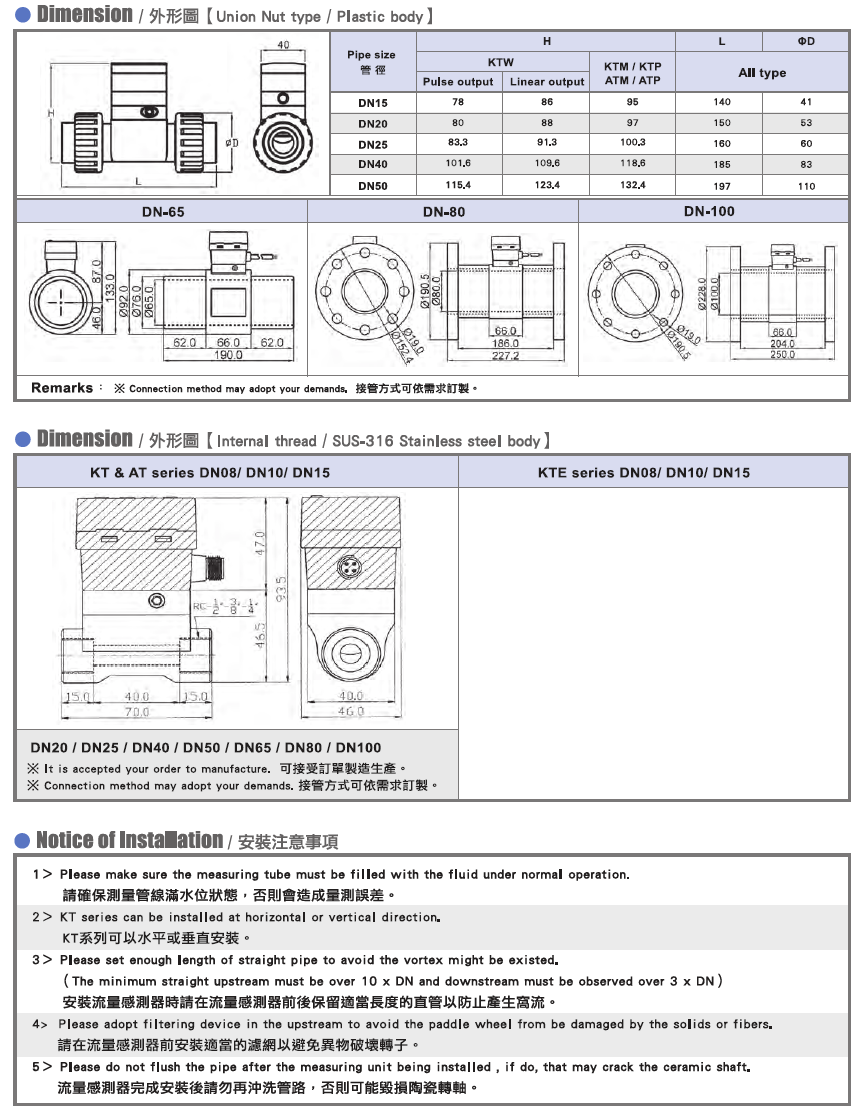 ● Dimension / 外形圖【Union Nut type / Plastic body】
40
H
ØD
L
Pipe size
管 徑
H
L
ΦD
KTW
KTM / KTP
ATM / ATP
All type
Pulse output
Linear output
DN15 78 86 95 140 41
DN20 80 88 97 150 53
DN25 83.3 91.3 100.3 160 60
DN40 101.6 109.6 118.6 185 83
DN50 115.4 123.4 132.4 197 110
DN-65
DN-80
DN-100
87.0
133.0
46.0
Ø92.0
Ø76.0
Ø65.0
62.0 66.0 62.0
190.0
Ø19.0
Ø152.4
Ø190.5
Ø80.0
66.0
186.0
227.2
Ø19.0
Ø190.5
Ø228.0
Ø100.0
66.0
204.0
250.0
Remarks : ※ Connection method may adopt your demands. 接管方式可依需求訂製。
● Dimension / 外形圖【Internal thread / SUS-316 Stainless steel body】
KT & AT series DN08/ DN10/ DN15
KTE series DN08/ DN10/ DN15
47.0
93.5
46.5
RC-1/2"-3/8"-1/4"
15.0 40.0 15.0
70.0
40.0
46.0
DN20 / DN25 / DN40 / DN50 / DN65 / DN80 / DN100
※ It is accepted your order to manufacture. 可接受訂單製造生產。
※ Connection method may adopt your demands. 接管方式可依需求訂製。
● Notice of Installation / 安裝注意事項
1> Please make sure the measuring tube must be filled with the fluid under normal operation.
請確保測量管線滿水位狀態，否則會造成量測誤差。
2> KT series can be installed at horizontal or vertical direction.
KT系列可以水平或垂直安裝。
3> Please set enough length of straight pipe to avoid the vortex might be existed.
(The minimum straight upstream must be over 10 x DN and downstream must be observed over 3 x DN)
安裝流量感測器時請在流量感測器前後保留適當長度的直管以防止產生窩流。
4> Please adopt filtering device in the upstream to avoid the paddle wheel from be damaged by the solids or fibers.
請在流量感測器前安裝適當的濾網以避免異物破壞轉子。
5> Please do not flush the pipe after the measuring unit being installed , if do, that may crack the ceramic shaft.
流量感測器完成安裝後請勿再沖洗管路，否則可能毀損陶瓷轉軸。